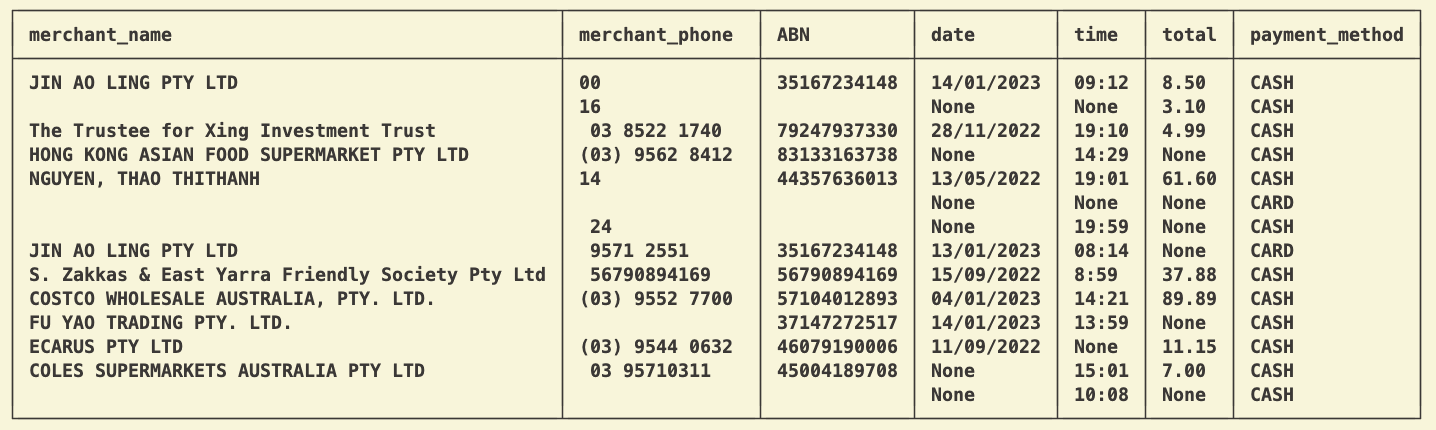 merchant_name merchant_phone ABN date time total payment_method
JIN AO LING PTY LTD 00 35167234148 14/01/2023 09:12 8.50 CASH
16 None None 3.10 CASH
The Trustee for Xing Investment Trust 03 8522 1740 79247937330 28/11/2022 19:10 4.99 CASH
HONG KONG ASIAN FOOD SUPERMARKET PTY LTD (03) 9562 8412 83133163738 None 14:29 None CASH
NGUYEN, THAO THITHANH 14 44357636013 13/05/2022 19:01 61.60 CASH
None None None CARD
24 None 19:59 None CASH
JIN AO LING PTY LTD 9571 2551 35167234148 13/01/2023 08:14 None CARD
S. Zakkas & East Yarra Friendly Society Pty Ltd 56790894169 56790894169 15/09/2022 8:59 37.88 CASH
COSTCO WHOLESALE AUSTRALIA, PTY. LTD. (03) 9552 7700 57104012893 04/01/2023 14:21 89.89 CASH
FU YAO TRADING PTY. LTD. 37147272517 14/01/2023 13:59 None CASH
ECARUS PTY LTD (03) 9544 0632 46079190006 11/09/2022 None 11.15 CASH
COLES SUPERMARKETS AUSTRALIA PTY LTD 03 95710311 45004189708 None 15:01 7.00 CASH
None 10:08 None CASH